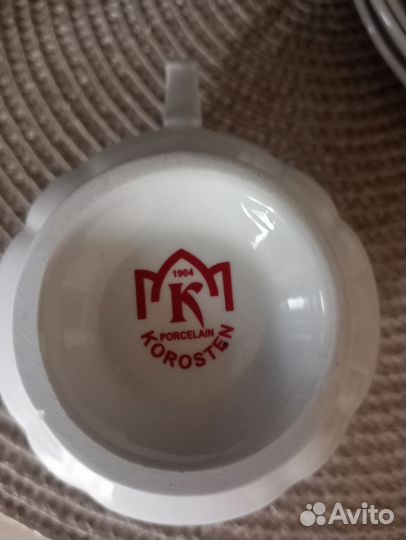 1904
K
PORCELAIN
KOROSTEN
Avito